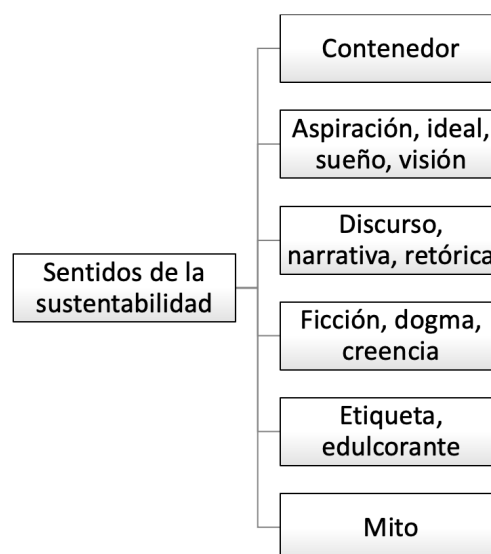 Contenedor
Aspiración, ideal,
sueño, visión
Discurso,
narrativa, retórica
Sentidos de la
sustentabilidad
Ficción, dogma,
creencia
Etiqueta,
edulcorante
Mito